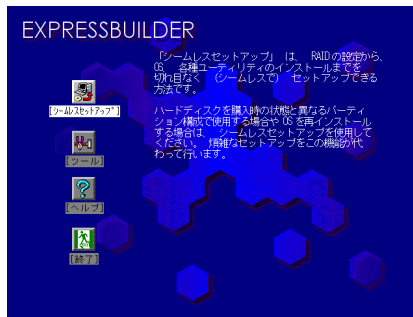 EXPRESSBUILDER
「シームレスセットアップ」 は、 RAIDの設定から、
OS、 各種ユーティリティのインストールまでを
切れ目なく (シームレスで) セットアップできる
方法です。
ハードディスクを購入時の状態と異なるパーティ
ション構成で使用する場合や OSを再インストール
する場合は、 シームレスセットアップを使用して
ください。 煩雑なセットアップをこの機能が代
わって行います。
[シームレスセットアップ]
[ツール]
[ヘルプ]
[終了]